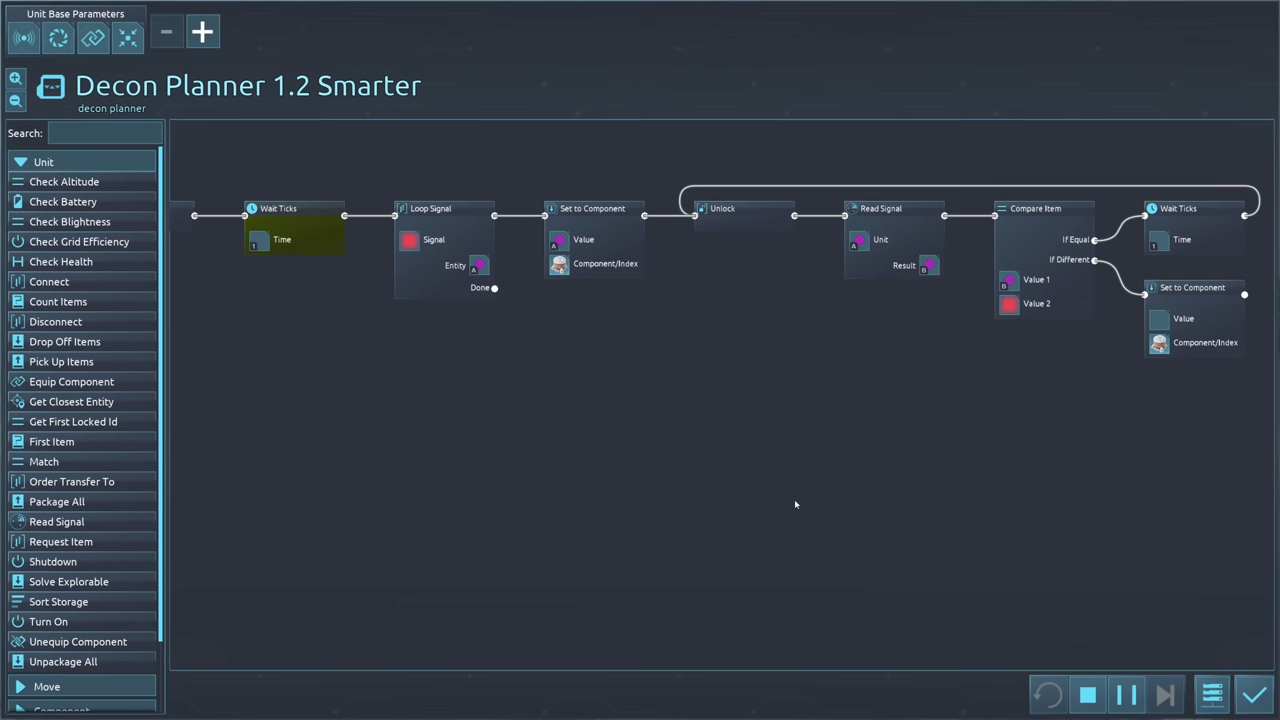 Unit Base Parameters
Decon Planner 1.2 Smarter
decon planner
Search:
Unit
Check Altitude
Check Battery
Check Blightness
Check Grid Efficiency
Check Health
Connect
Count Items
Disconnect
Drop Off Items
Pick Up Items
Equip Component
Get Closest Entity
Get First Locked Id
First Item
Match
Order Transfer To
Package All
Read Signal
Request Item
Shutdown
Solve Explorable
Sort Storage
Turn On
Unequip Component
Unpackage All
Move
Component
Wait Ticks
1
Time
Loop Signal
Signal
Entity
A
Done
Set to Component
A
Value
Component/Index
Unlock
Read Signal
A
Unit
Result
B
Compare Item
If Equal
If Different
B
Value 1
Value 2
Wait Ticks
1
Time
Set to Component
Value
Component/Index